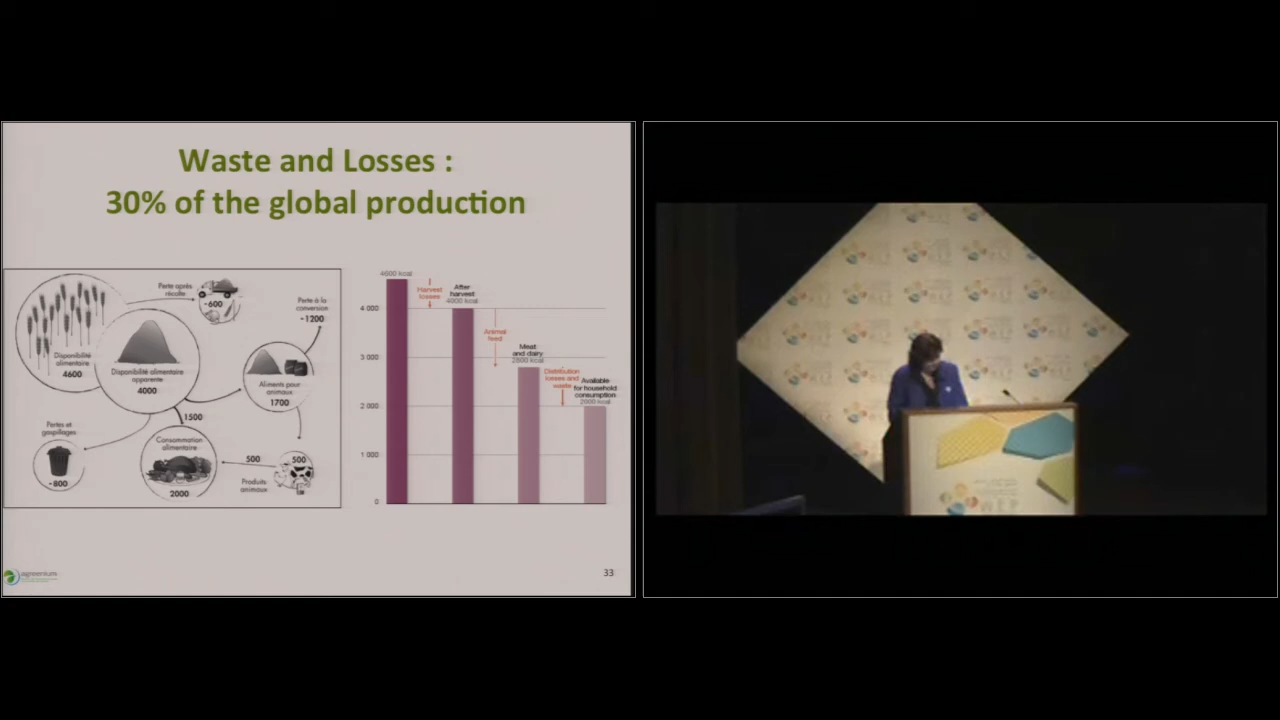 Waste and Losses :
30% of the global production
Perte après
récolte
-600
Perte à la
conversion
-1200
Disponibilité
alimentaire
4600
Disponibilité alimentaire
apparente
4000
Aliments pour
animaux
1700
1500
Pertes et
gaspillages
-800
Consommation
alimentaire
2000
500
500
Produits
animaux
4600 kcal
Harvest
losses
After
harvest
4000 kcal
4 000
Animal
feed
Meat
and dairy
2800 kcal
3 000
Distribution
losses and
waste
Available
for household
consumption
2000 kcal
2 000
1 000
0
agreenium
33